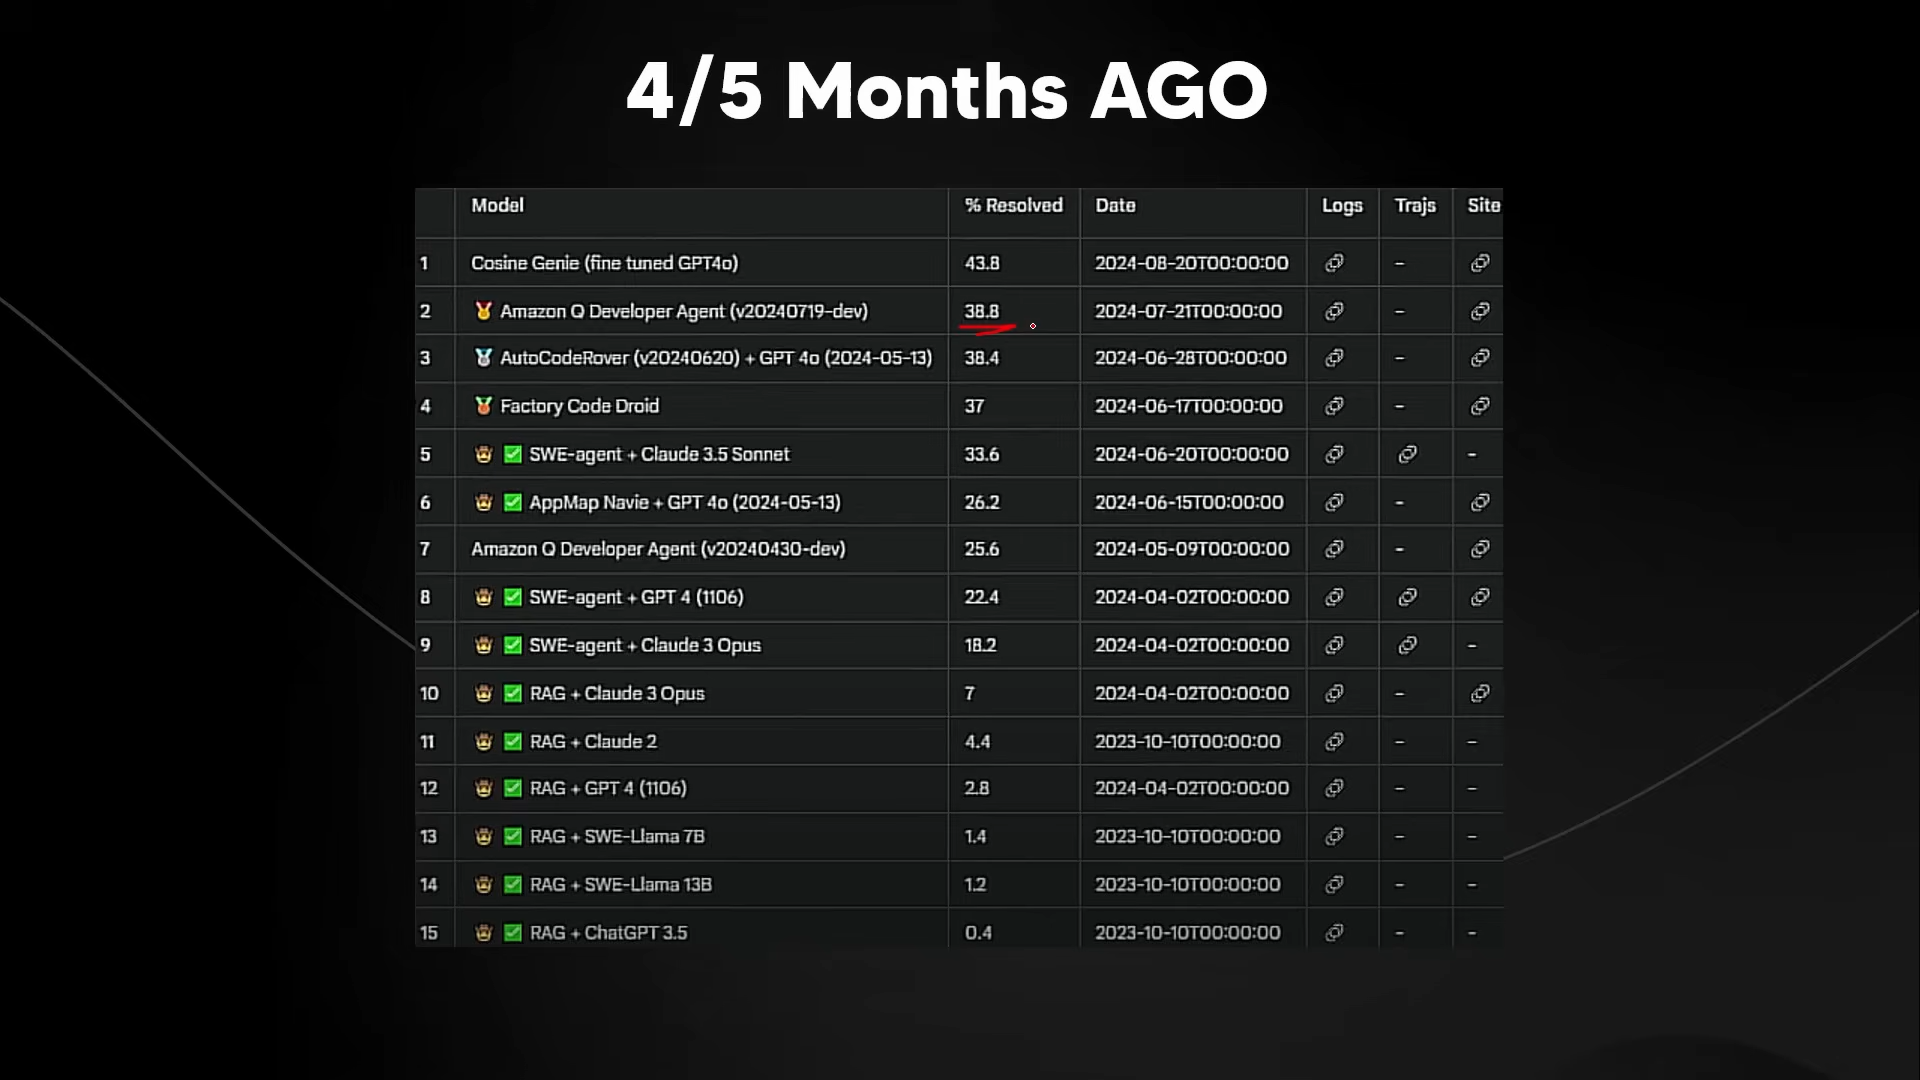 4/5 Months AGO
Model % Resolved Date Logs Trajs Site
1 Cosine Genie (fine tuned GPT4o) 43.8 2024-08-20T00:00:00 -
2 Amazon Q Developer Agent (v20240719-dev) 38.8 2024-07-21T00:00:00 -
3 AutoCodeRover (v20240620) + GPT 4o (2024-05-13) 38.4 2024-06-28T00:00:00 -
4 Factory Code Droid 37 2024-06-17T00:00:00 -
5 SWE-agent + Claude 3.5 Sonnet 33.6 2024-06-20T00:00:00 -
6 AppMap Navie + GPT 4o (2024-05-13) 26.2 2024-06-15T00:00:00 -
7 Amazon Q Developer Agent (v20240430-dev) 25.6 2024-05-09T00:00:00 -
8 SWE-agent + GPT 4 (1106) 22.4 2024-04-02T00:00:00
9 SWE-agent + Claude 3 Opus 18.2 2024-04-02T00:00:00 -
10 RAG + Claude 3 Opus 7 2024-04-02T00:00:00 -
11 RAG + Claude 2 4.4 2023-10-10T00:00:00 - -
12 RAG + GPT 4 (1106) 2.8 2024-04-02T00:00:00 - -
13 RAG + SWE-Llama 7B 1.4 2023-10-10T00:00:00 - -
14 RAG + SWE-Llama 13B 1.2 2023-10-10T00:00:00 - -
15 RAG + ChatGPT 3.5 0.4 2023-10-10T00:00:00 - -